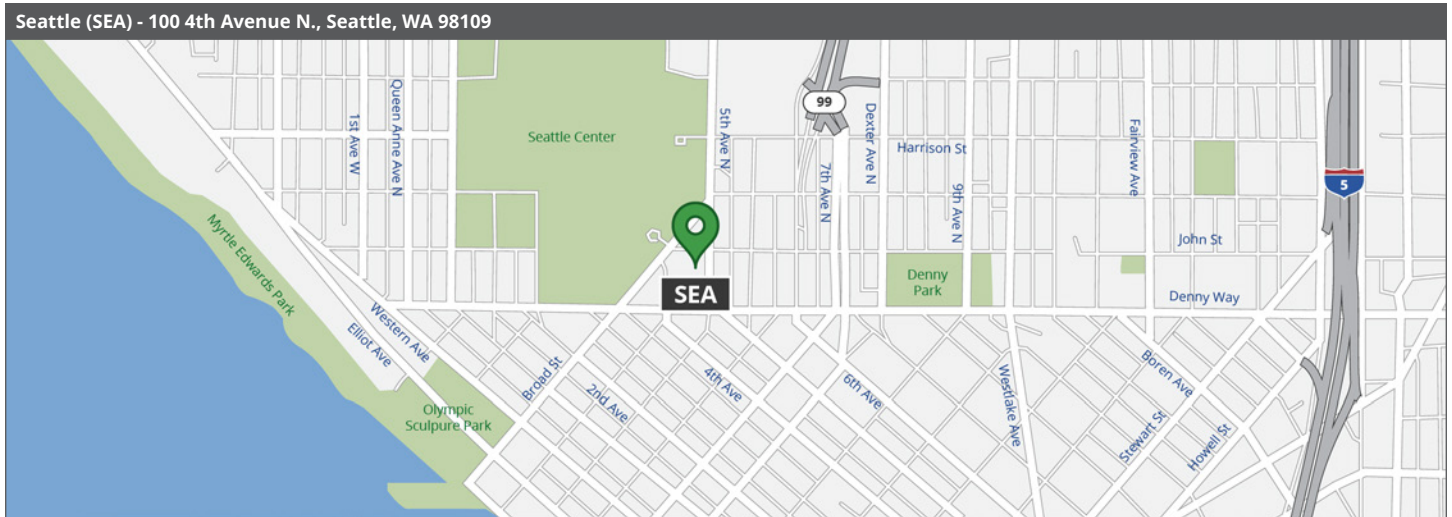 Seattle (SEA) - 100 4th Avenue N., Seattle, WA 98109
Seattle Center
1st Ave W
Queen Anne Ave N
5th Ave N
99
7th Ave N
Dexter Ave N
Harrison St
9th Ave N
Fairview Ave
5
Myrtle Edwards Park
John St
Denny
Park
SEA
Denny Way
Western Ave
Elliot Ave
Broad St
2nd Ave
4th Ave
6th Ave
Westlake Ave
Boren Ave
Stewart St
Howell St
Olympic
Sculpure Park